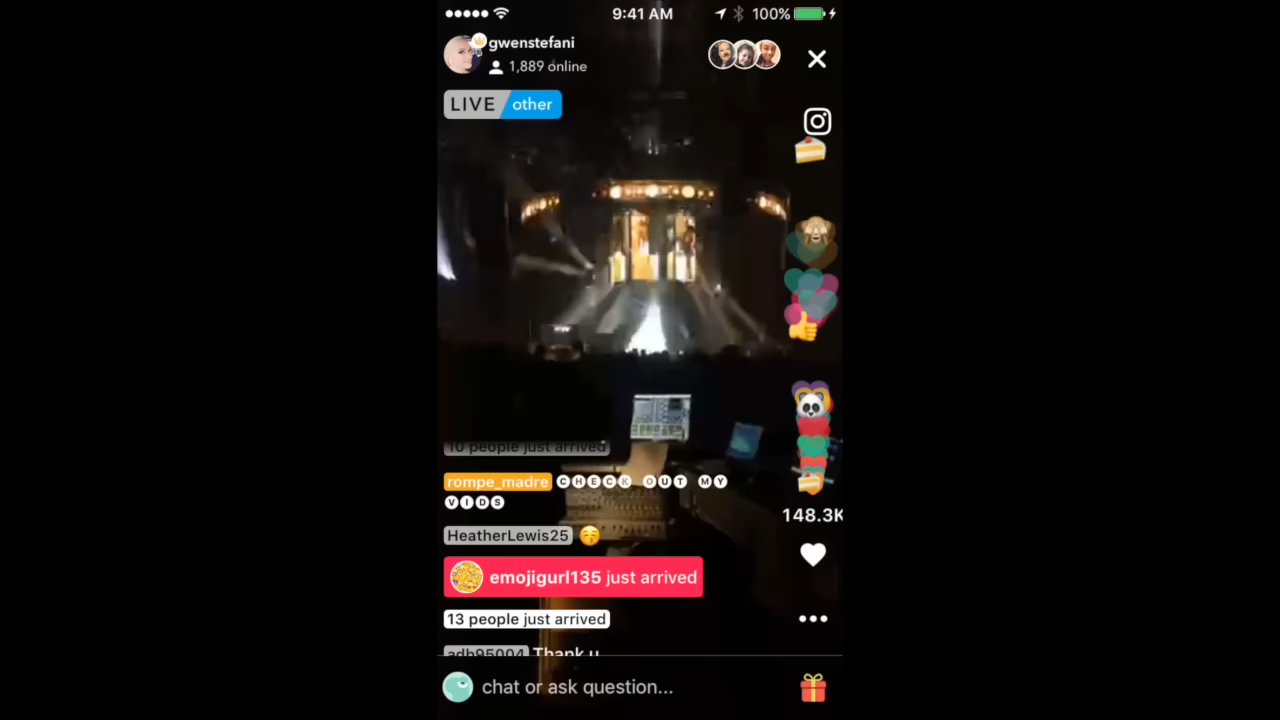 9:41 AM
100%
gwenstefani
1,889 online
LIVE other
10 people just arrived
rompe_madre CHECK OUT MY
VIDS
HeatherLewis25
emojigurl135 just arrived
13 people just arrived
adh95004 Thank u
148.3K
chat or ask question...